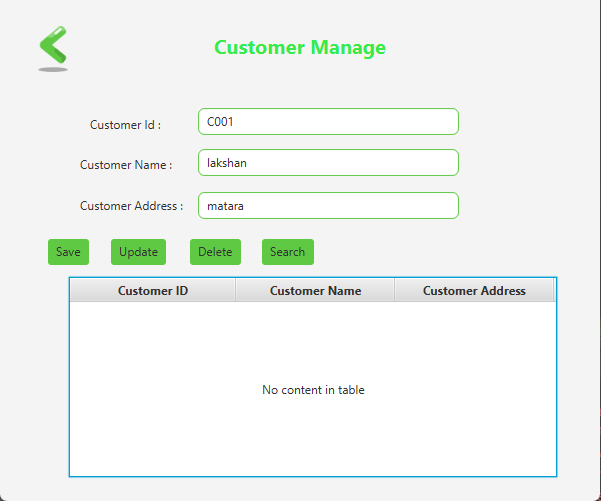 Customer Manage
Customer Id : C001
Customer Name : lakshan
Customer Address : matara
Save Update Delete Search
Customer ID Customer Name Customer Address
No content in table